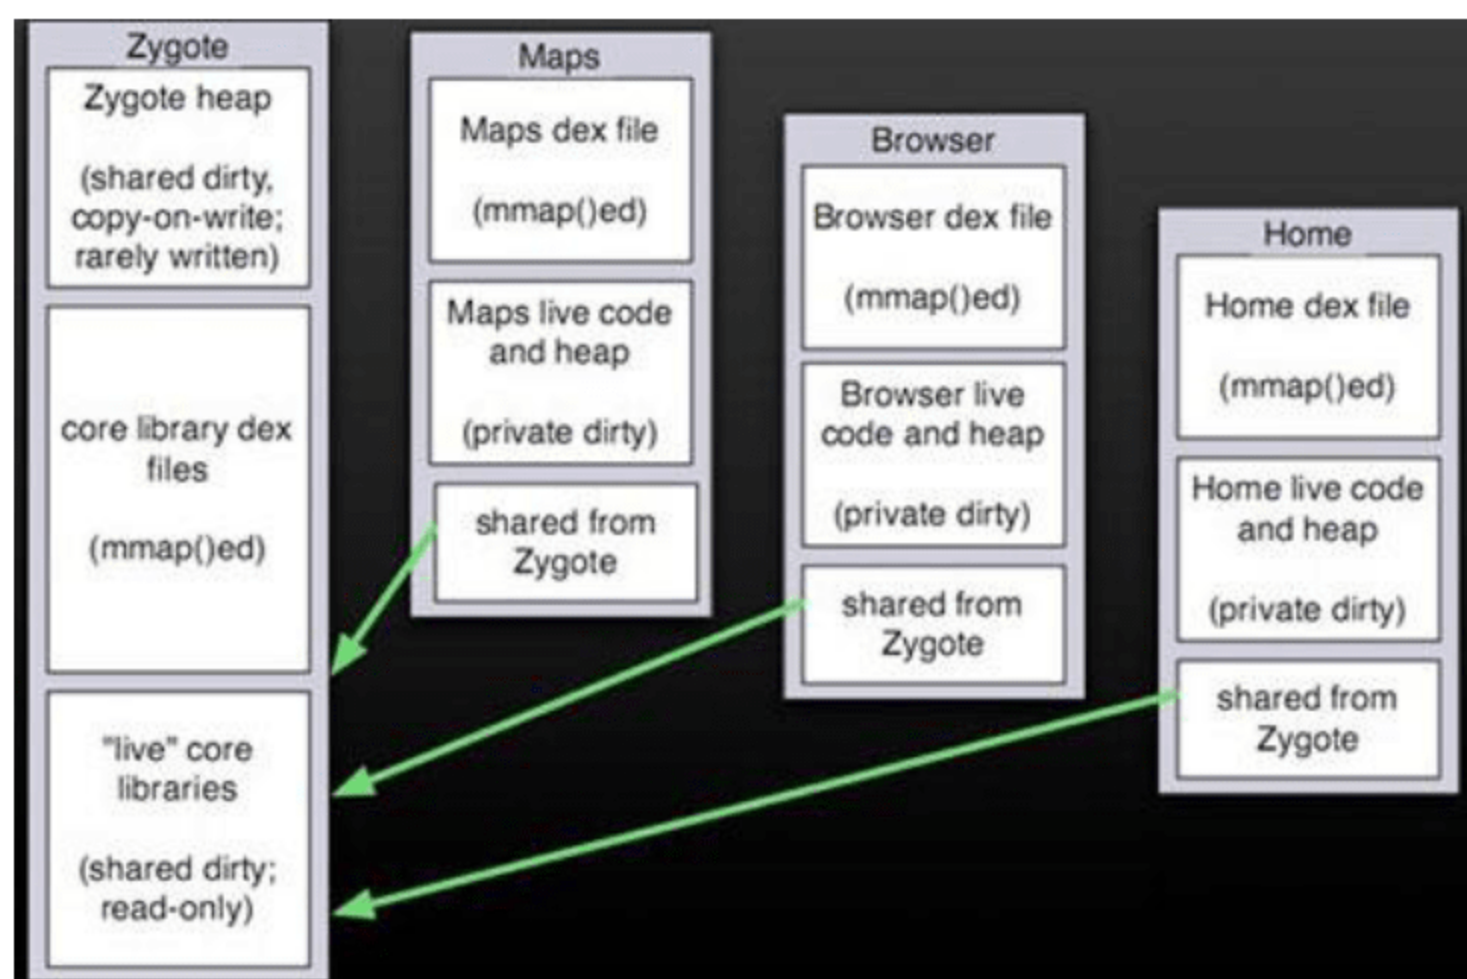 Zygote
Zygote heap
(shared dirty,
copy-on-write;
rarely written)
core library dex
files
(mmap()ed)
"live" core
libraries
(shared dirty;
read-only)
Maps
Maps dex file
(mmap()ed)
Maps live code
and heap
(private dirty)
shared from
Zygote
Browser
Browser dex file
(mmap()ed)
Browser live
code and heap
(private dirty)
shared from
Zygote
Home
Home dex file
(mmap()ed)
Home live code
and heap
(private dirty)
shared from
Zygote